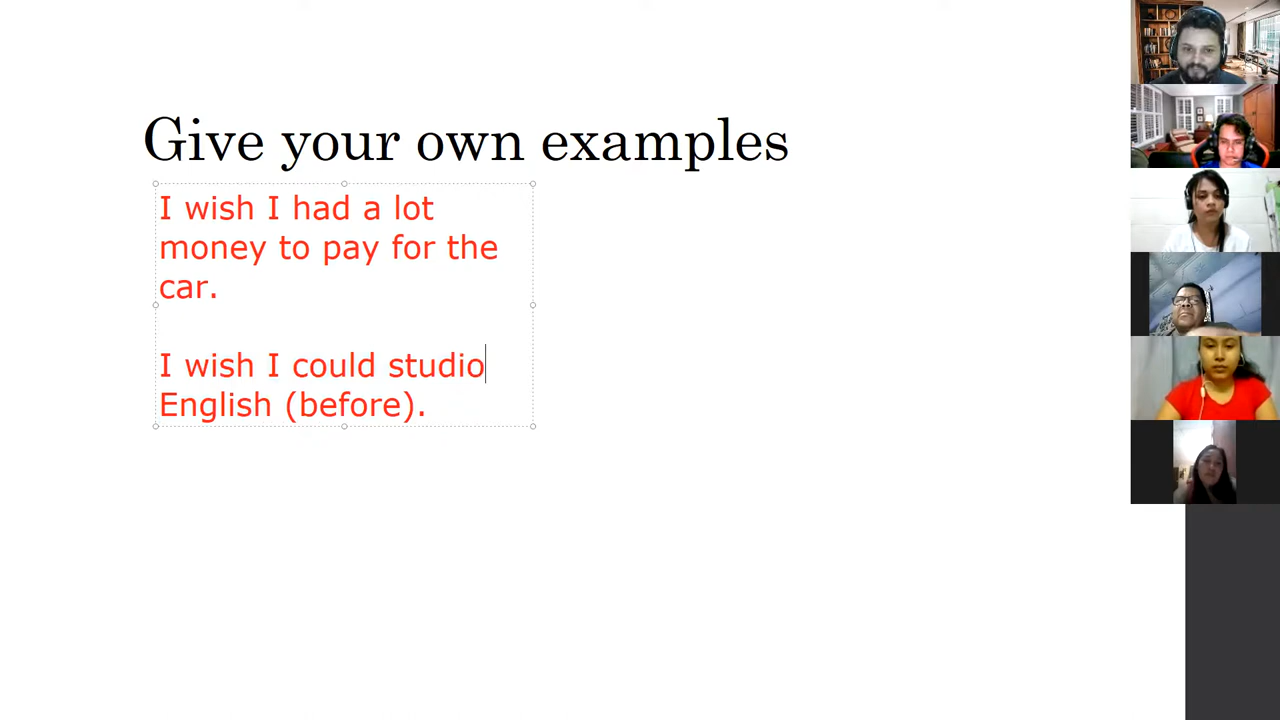 Give your own examples
I wish I had a lot
money to pay for the
car.
I wish I could studio
English (before).